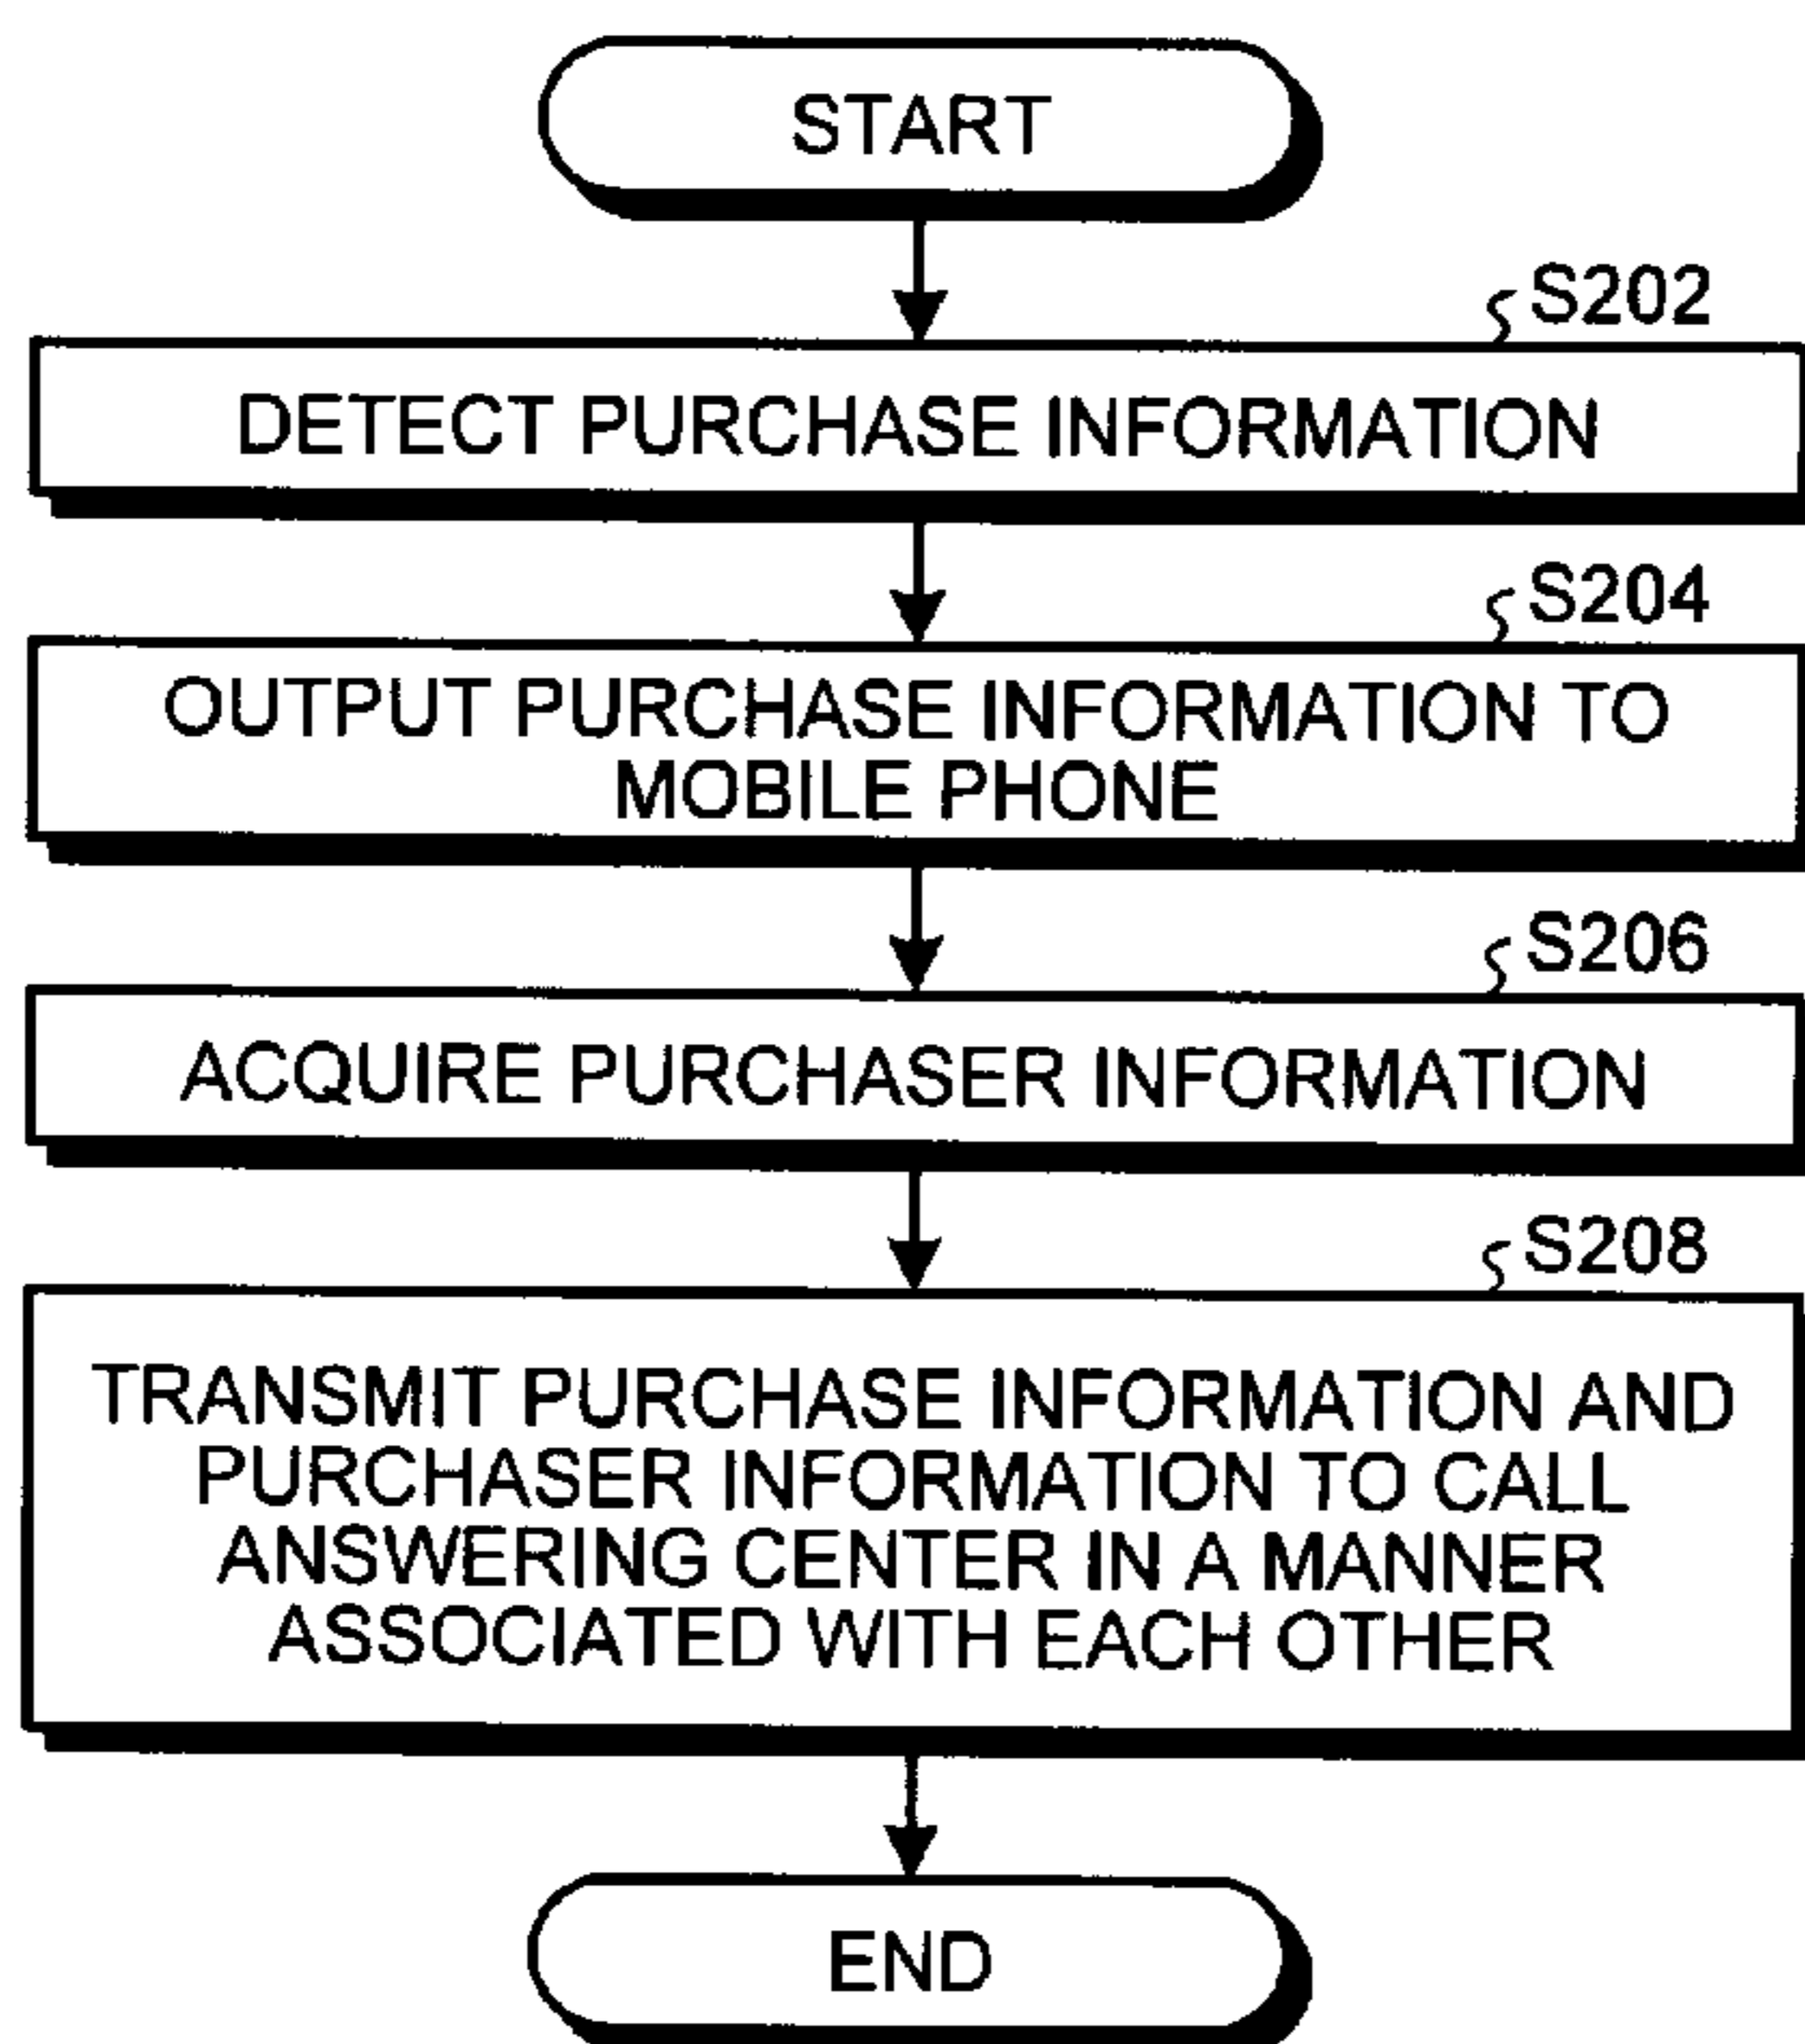 START
S202
DETECT PURCHASE INFORMATION
S204
OUTPUT PURCHASE INFORMATION TO
MOBILE PHONE
S206
ACQUIRE PURCHASER INFORMATION
S208
TRANSMIT PURCHASE INFORMATION AND
PURCHASER INFORMATION TO CALL
ANSWERING CENTER IN A MANNER
ASSOCIATED WITH EACH OTHER
END